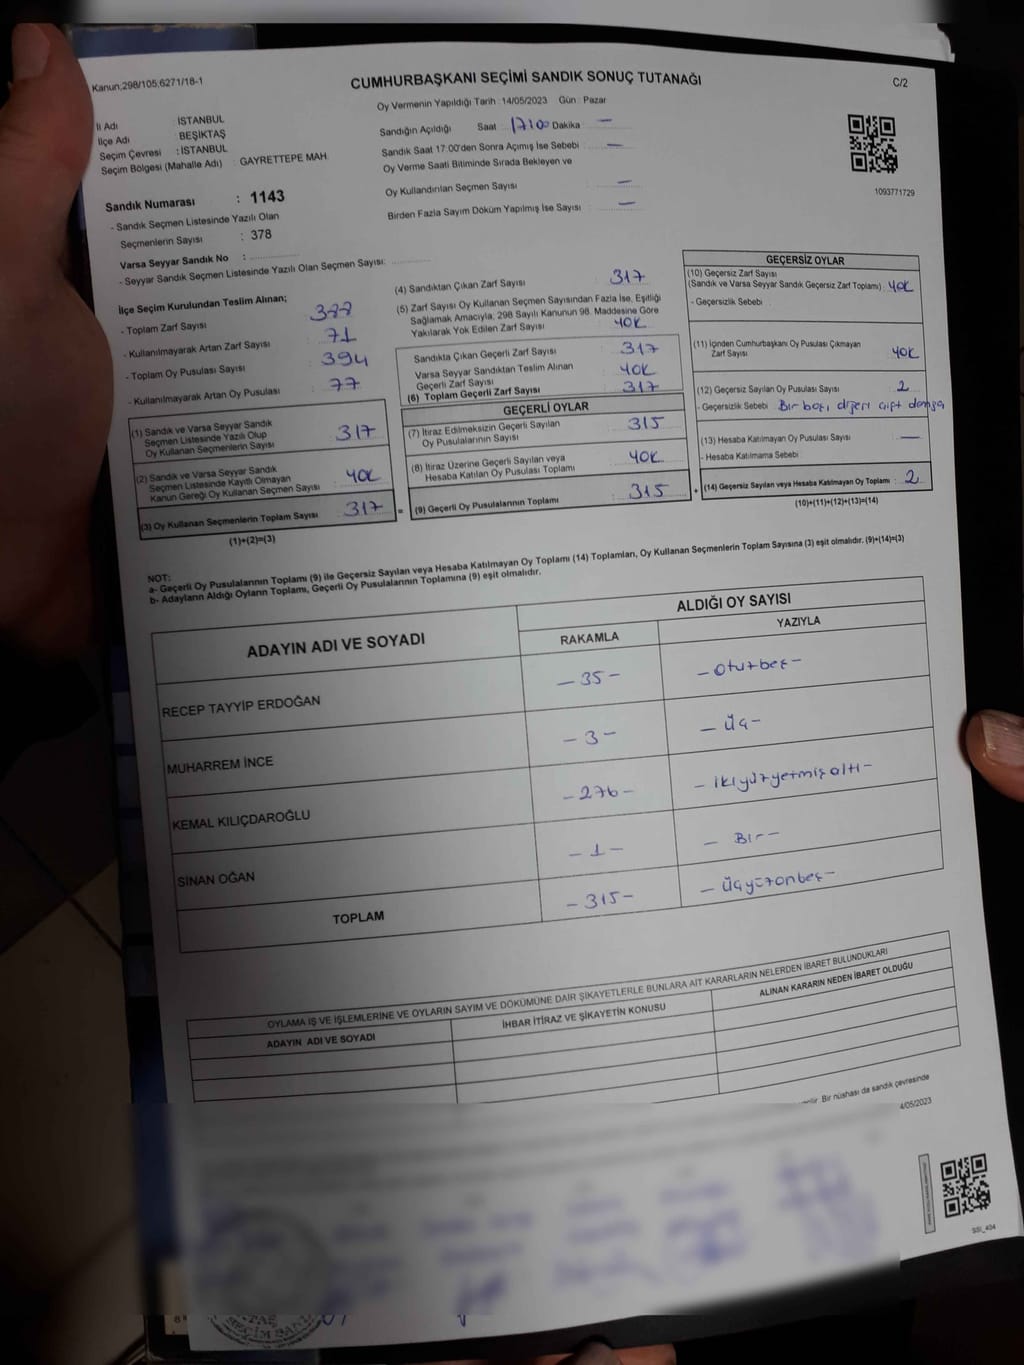 Kanun,298/105,6271/18-1
CUMHURBAŞKANI SEÇİMİ SANDIK SONUÇ TUTANAĞI
C/2
Oy Vermenin Yapıldığı Tarih : 14/05/2023 Gün : Pazar
İl Adı : İSTANBUL
İlçe Adı : BEŞİKTAŞ
Seçim Çevresi : İSTANBUL
Seçim Bölgesi (Mahalle Adı) : GAYRETTEPE MAH.
Sandığın Açıldığı Saat 17:00 Dakika —
Sandık Saat 17:00'den Sonra Açılmış İse Sebebi —
Oy Verme Saati Bitiminde Sırada Bekleyen ve
Oy Kullandırılan Seçmen Sayısı —
Birden Fazla Sayım Döküm Yapılmış İse Sayısı —
1093771729
Sandık Numarası : 1143
- Sandık Seçmen Listesinde Yazılı Olan
Seçmenlerin Sayısı : 378
Varsa Seyyar Sandık No :
- Seyyar Sandık Seçmen Listesinde Yazılı Olan Seçmen Sayısı:
İlçe Seçim Kurulundan Teslim Alınan;
- Toplam Zarf Sayısı :
- Kullanılmayarak Artan Zarf Sayısı : 71
- Toplam Oy Pusulası Sayısı : 394
- Kullanılmayarak Artan Oy Pusulası : 77
(1) Sandık ve Varsa Seyyar Sandık
Seçmen Listesinde Yazılı Olup
Oy Kullanan Seçmenlerin Sayısı : 317
(2) Sandık ve Varsa Seyyar Sandık
Seçmen Listesinde Kayıtlı Olmayan
Kanun Gereği Oy Kullanan Seçmen Sayısı : YOK
(3) Oy Kullanan Seçmenlerin Toplam Sayısı : 317
(1)+(2)=(3)
(4) Sandıktan Çıkan Zarf Sayısı : 317
(5) Zarf Sayısı Oy Kullanan Seçmen Sayısından Fazla İse, Eşitliği
Sağlamak Amacıyla, 298 Sayılı Kanunun 98. Maddesine Göre
Yakılarak Yok Edilen Zarf Sayısı : YOK
Sandıkta Çıkan Geçerli Zarf Sayısı : 317
Varsa Seyyar Sandıktan Teslim Alınan
Geçerli Zarf Sayısı : YOK
(6) Toplam Geçerli Zarf Sayısı : 317
GEÇERLİ OYLAR
(7) İtiraz Edilmeksizin Geçerli Sayılan
Oy Pusulalarının Sayısı : 315
(8) İtiraz Üzerine Geçerli Sayılan veya
Hesaba Katılan Oy Pusulası Toplamı : YOK
= (9) Geçerli Oy Pusulalarının Toplamı : 315
GEÇERSİZ OYLAR
(10) Geçersiz Zarf Sayısı
(Sandık ve Varsa Seyyar Sandık Geçersiz Zarf Toplamı) : YOK
- Geçersizlik Sebebi :
(11) İçinden Cumhurbaşkanı Oy Pusulası Çıkmayan
Zarf Sayısı : YOK
(12) Geçersiz Sayılan Oy Pusulası Sayısı : 2
- Geçersizlik Sebebi : Bir boş, diğeri çift damga
(13) Hesaba Katılmayan Oy Pusulası Sayısı : —
- Hesaba Katılmama Sebebi :
+ (14) Geçersiz Sayılan veya Hesaba Katılmayan Oy Toplamı : 2
(10)+(11)+(12)+(13)=(14)
NOT:
a- Geçerli Oy Pusulalarının Toplamı (9) ile Geçersiz Sayılan veya Hesaba Katılmayan Oy Toplamı (14) Toplamları, Oy Kullanan Seçmenlerin Toplam Sayısına (3) eşit olmalıdır. (9)+(14)=(3)
b- Adayların Aldığı Oyların Toplamı, Geçerli Oy Pusulalarının Toplamına (9) eşit olmalıdır.
ADAYIN ADI VE SOYADI
ALDIĞI OY SAYISI
RAKAMLA
YAZIYLA
RECEP TAYYİP ERDOĞAN - 35 - - Otuzbeş -
MUHARREM İNCE - 3 - - Üç -
KEMAL KILIÇDAROĞLU - 276 - - ikiyüzyetmişaltı -
SİNAN OĞAN - 1 - - Bir -
TOPLAM - 315 - - Üçyüzonbeş -
OYLAMA İŞ VE İŞLEMLERİNE VE OYLARIN SAYIM VE DÖKÜMÜNE DAİR ŞİKAYETLERLE BUNLARA AİT KARARLARIN NELERDEN İBARET BULUNDUKLARI
ADAYIN ADI VE SOYADI
İHBAR İTİRAZ VE ŞİKAYETİN KONUSU
ALINAN KARARIN NEDEN İBARET OLDUĞU
Bir nüshası da sandık çevresinde
4/05/2023
SSI_404
SEÇİM